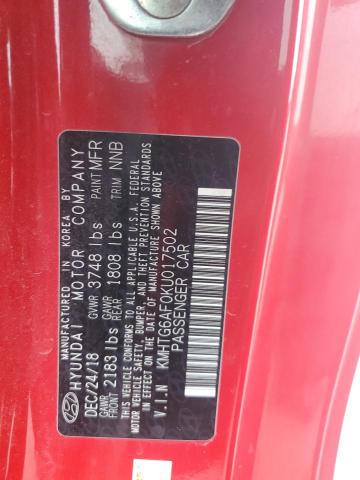 MADE IN KOREA BY
HYUNDAI MOTOR COMPANY
DEC/24/18 GVWR 3748 lbs PAINT MFR
GAWR FRONT 2183 lbs GAWR REAR 1808 lbs TRIM NNB
THIS VEHICLE CONFORMS TO ALL APPLICABLE U.S.A. FEDERAL
MOTOR VEHICLE SAFETY, BUMPER, AND THEFT PREVENTION STANDARDS
IN EFFECT ON THE DATE OF MANUFACTURE SHOWN ABOVE.
V.I.N KMHTG6AF0KU017502
PASSENGER CAR